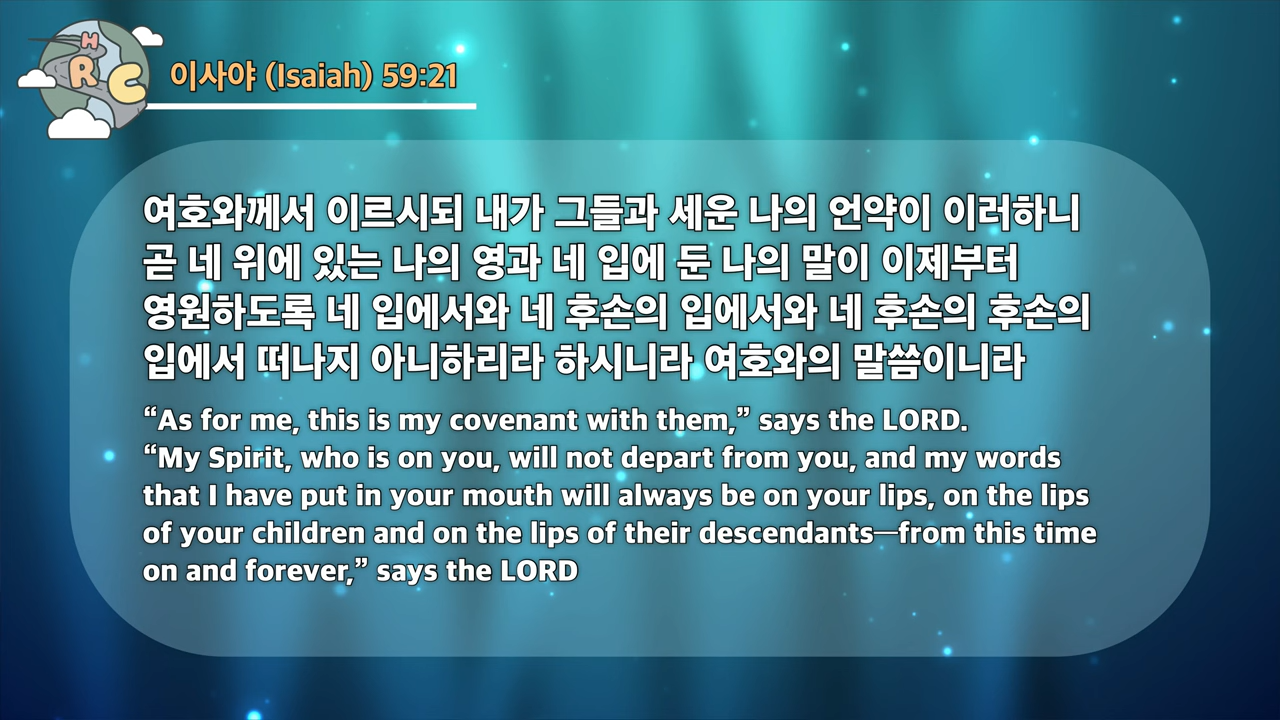 H
R C
이사야 (Isaiah) 59:21
여호와께서 이르시되 내가 그들과 세운 나의 언약이 이러하니
곧 네 위에 있는 나의 영과 네 입에 둔 나의 말이 이제부터
영원하도록 네 입에서와 네 후손의 입에서와 네 후손의 후손의
입에서 떠나지 아니하리라 하시니라 여호와의 말씀이니라
“As for me, this is my covenant with them,” says the LORD.
“My Spirit, who is on you, will not depart from you, and my words
that I have put in your mouth will always be on your lips, on the lips
of your children and on the lips of their descendants—from this time
on and forever,” says the LORD